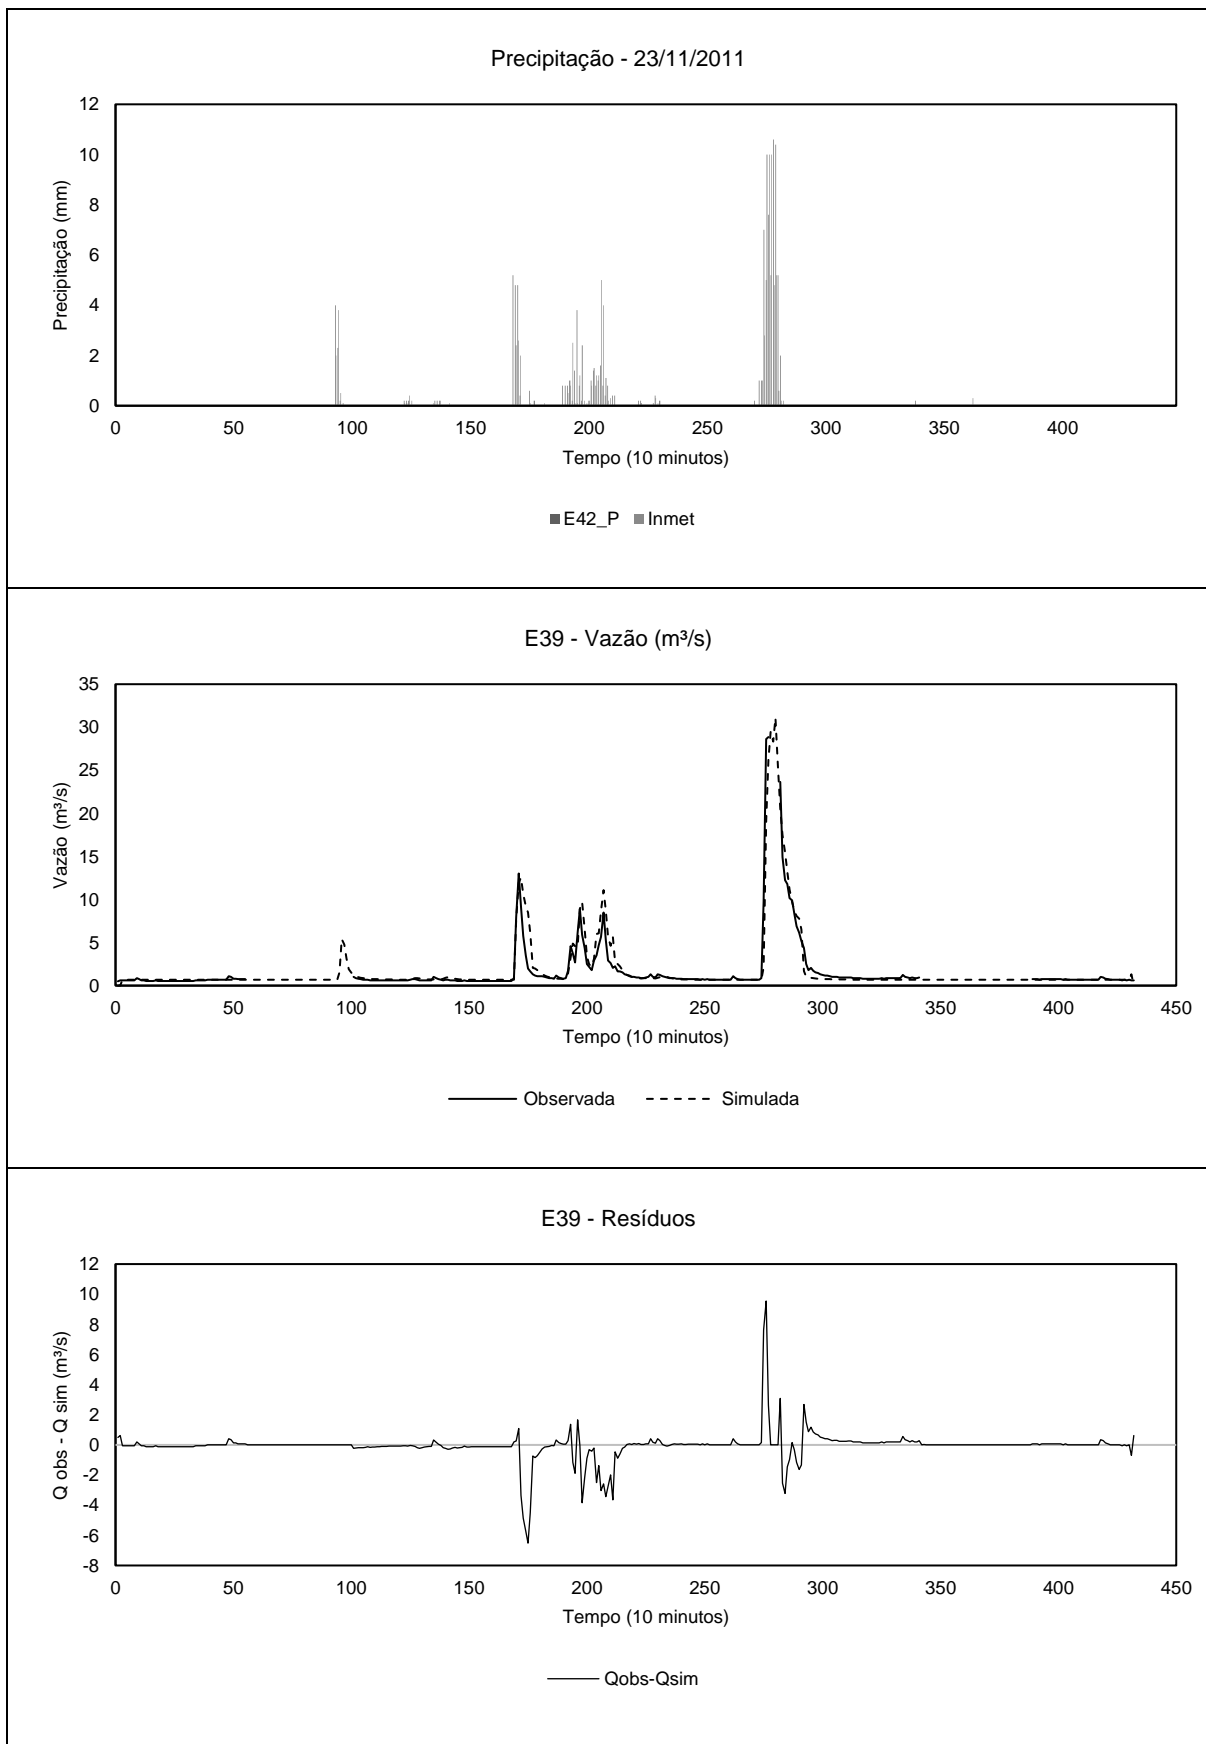 Precipitação - 23/11/2011
12
10
8
6
4
2
0
Precipitação (mm)
0 50 100 150 200 250 300 350 400
Tempo (10 minutos)
E42_P Inmet
E39 - Vazão (m³/s)
35
30
25
20
15
10
5
0
Vazão (m³/s)
0 50 100 150 200 250 300 350 400 450
Tempo (10 minutos)
Observada Simulada
E39 - Resíduos
12
10
8
6
4
2
0
-2
-4
-6
-8
Q obs - Q sim (m³/s)
0 50 100 150 200 250 300 350 400 450
Tempo (10 minutos)
Qobs-Qsim